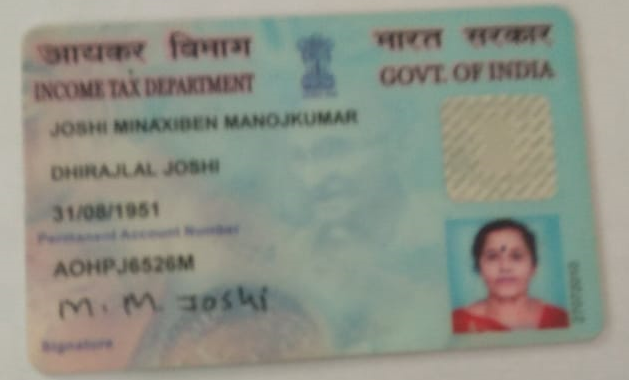 आयकर विभाग
भारत सरकार
INCOME TAX DEPARTMENT
GOVT. OF INDIA
JOSHI MINAXIBEN MANOJKUMAR
DHIRAJLAL JOSHI
31/08/1951
Permanent Account Number
AOHPJ6526M
M. M. Joshi
Signature